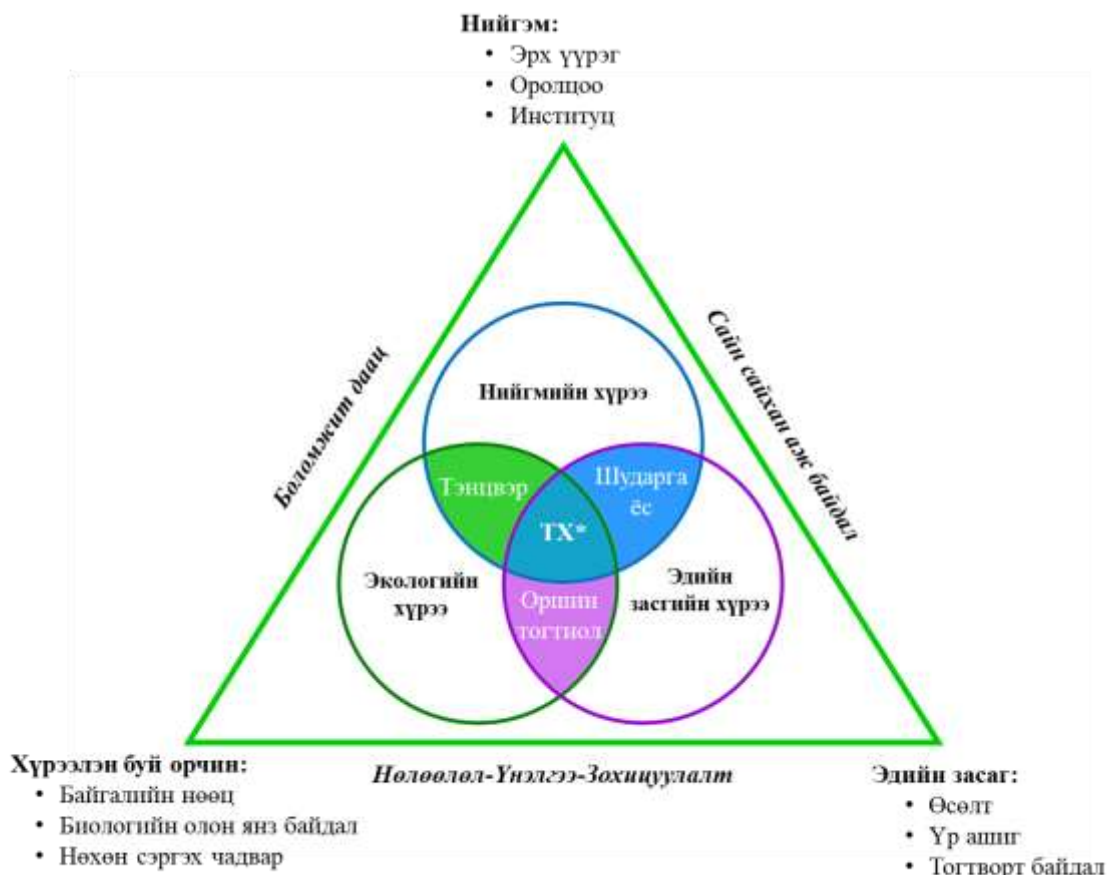 Нийгэм:
• Эрх үүрэг
• Оролцоо
• Институц
Боломжит даац
Сайн сайхан аж байдал
Нийгмийн хүрээ
Тэнцвэр
Шударга
ёс
ТХ*
Экологийн
хүрээ
Эдийн
засгийн хүрээ
Оршин
тогтнол
Хүрээлэн буй орчин:
• Байгалийн нөөц
• Биологийн олон янз байдал
• Нөхөн сэргэх чадвар
Нөлөөлөл-Үнэлгээ-Зохицуулалт
Эдийн засаг:
• Өсөлт
• Үр ашиг
• Тогтворт байдал